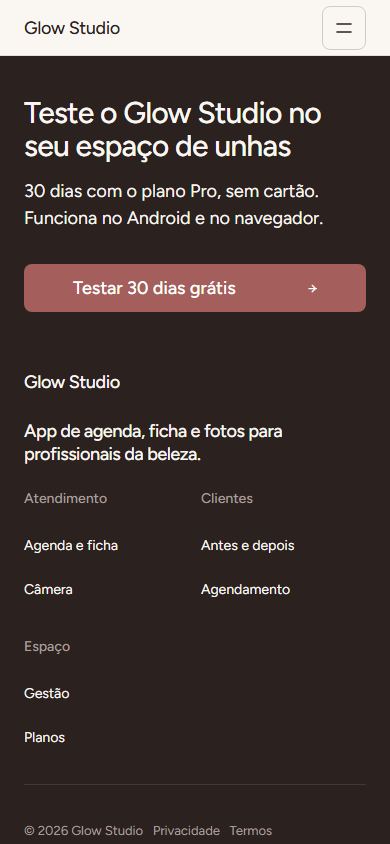 Glow Studio
Teste o Glow Studio no
seu espaço de unhas
30 dias com o plano Pro, sem cartão.
Funciona no Android e no navegador.
Testar 30 dias grátis →
Glow Studio
App de agenda, ficha e fotos para
profissionais da beleza.
Atendimento
Agenda e ficha
Câmera
Clientes
Antes e depois
Agendamento
Espaço
Gestão
Planos
© 2026 Glow Studio Privacidade Termos